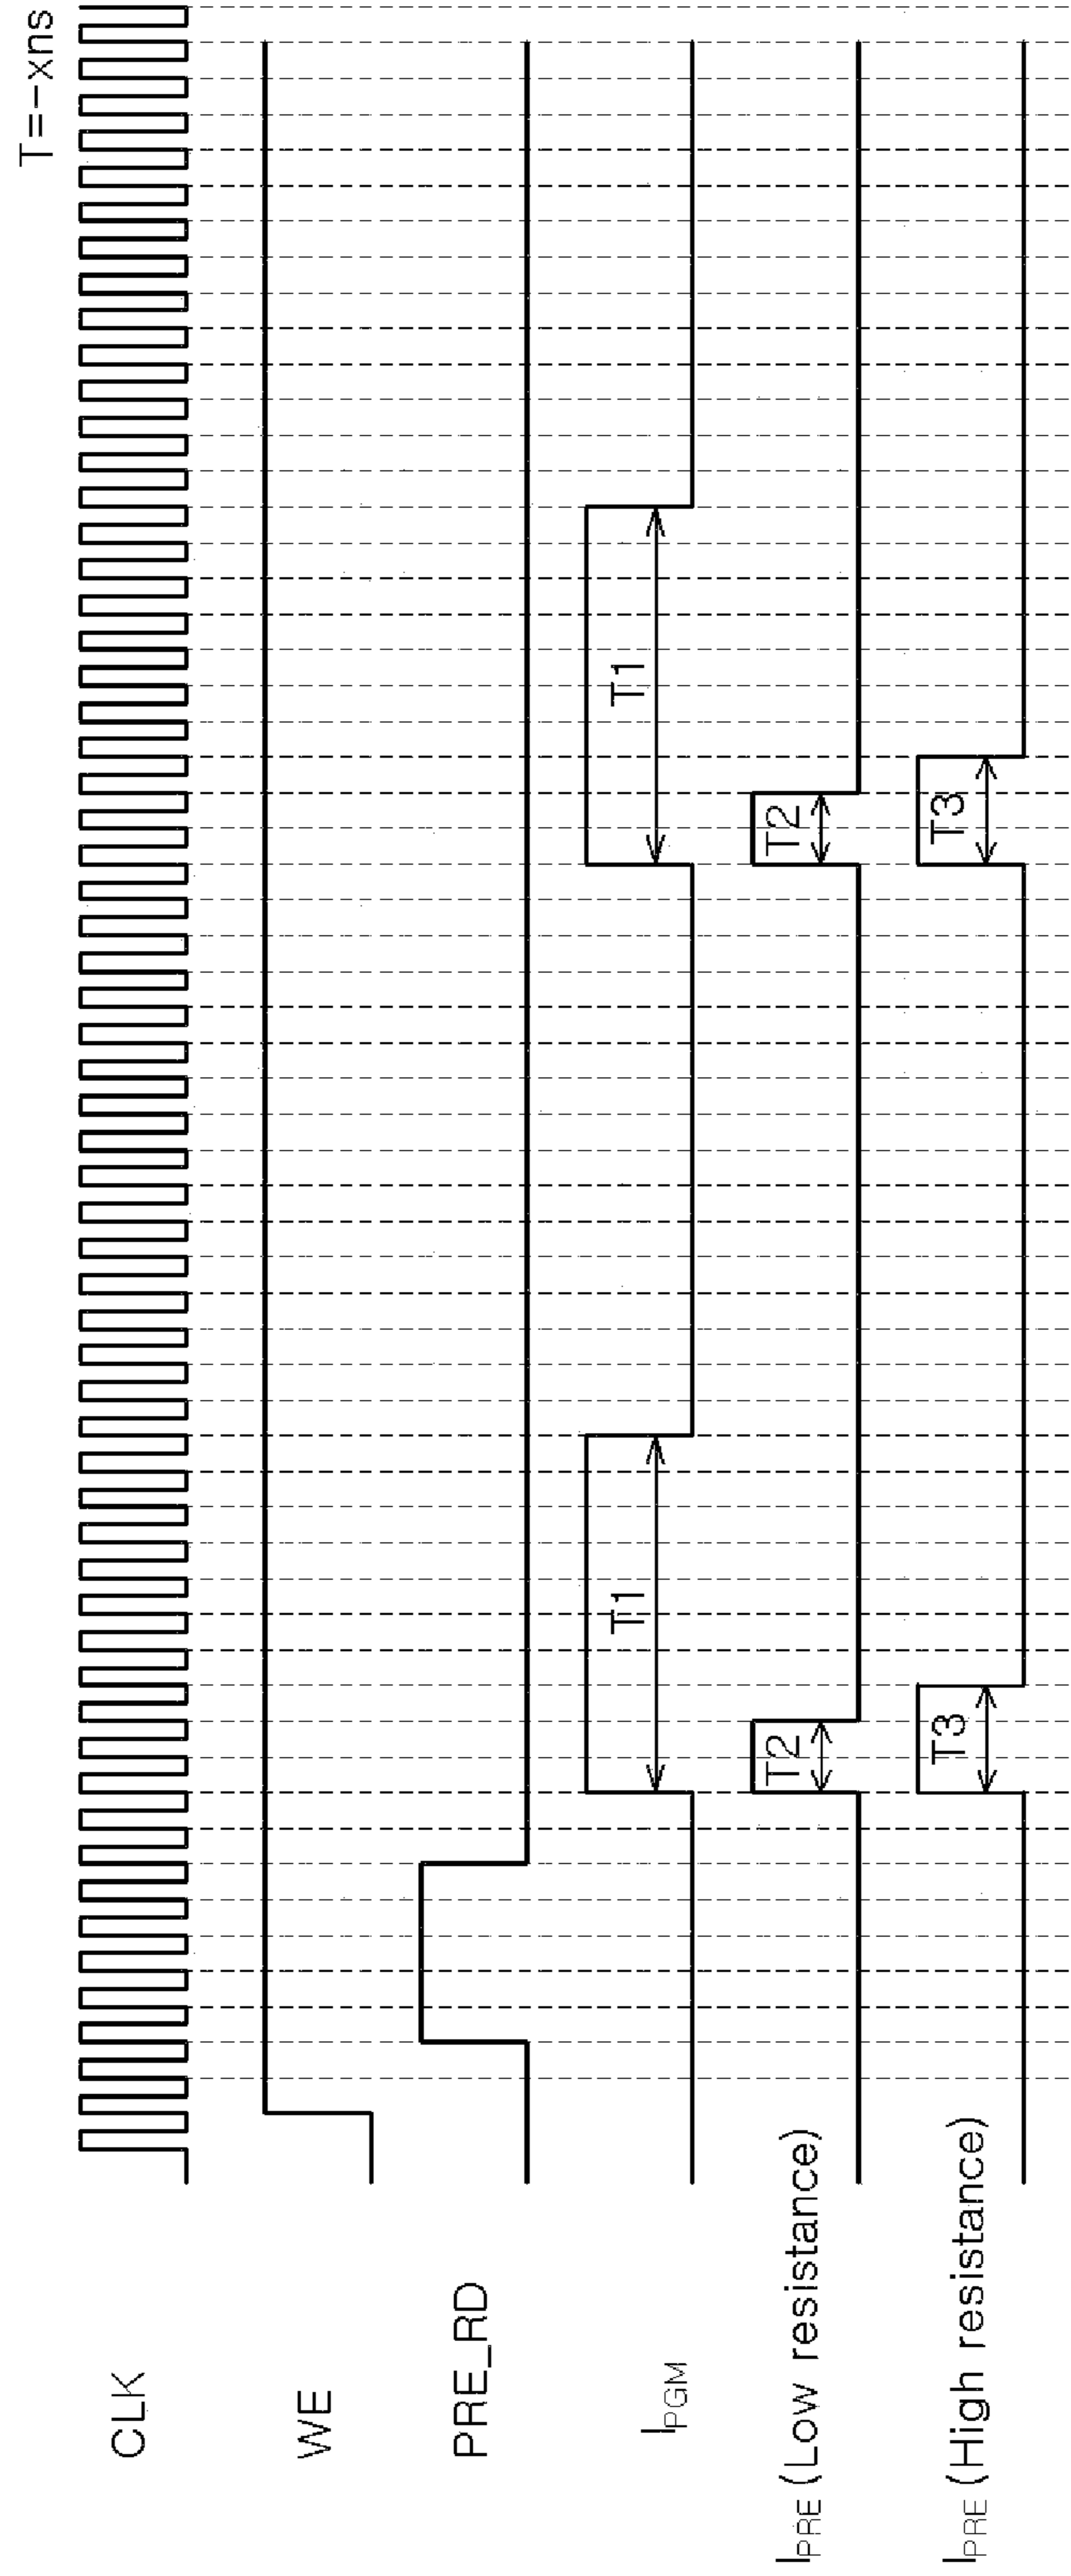 T=-xns
CLK
WE
PRE_RD
IPGM
T1
T1
IPRE (Low resistance)
T2
T2
IPRE (High resistance)
T3
T3